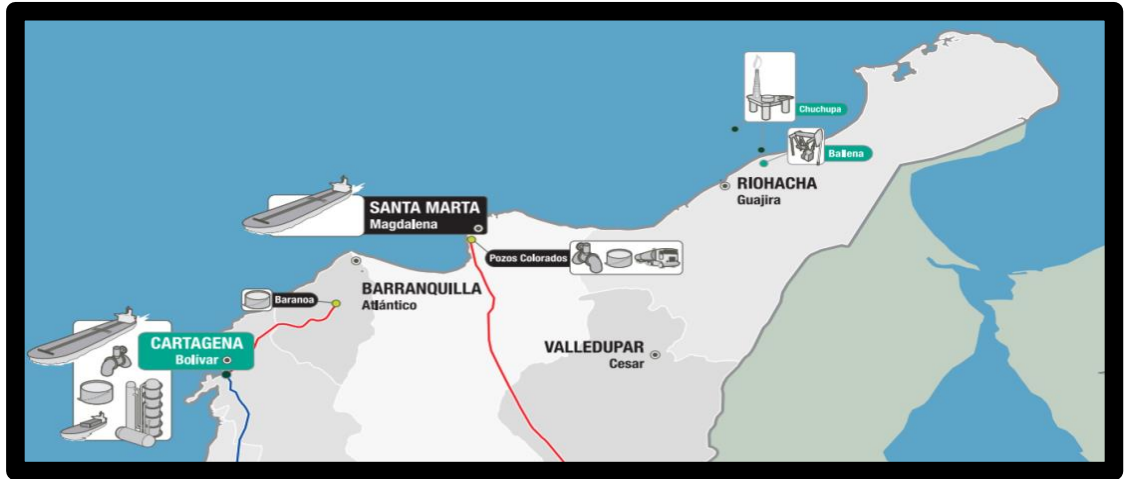 Chuchupa
Ballena
RIOHACHA
Guajira
SANTA MARTA
Magdalena
Pozos Colorados
BARRANQUILLA
Atlántico
Baranoa
CARTAGENA
Bolívar
VALLEDUPAR
Cesar